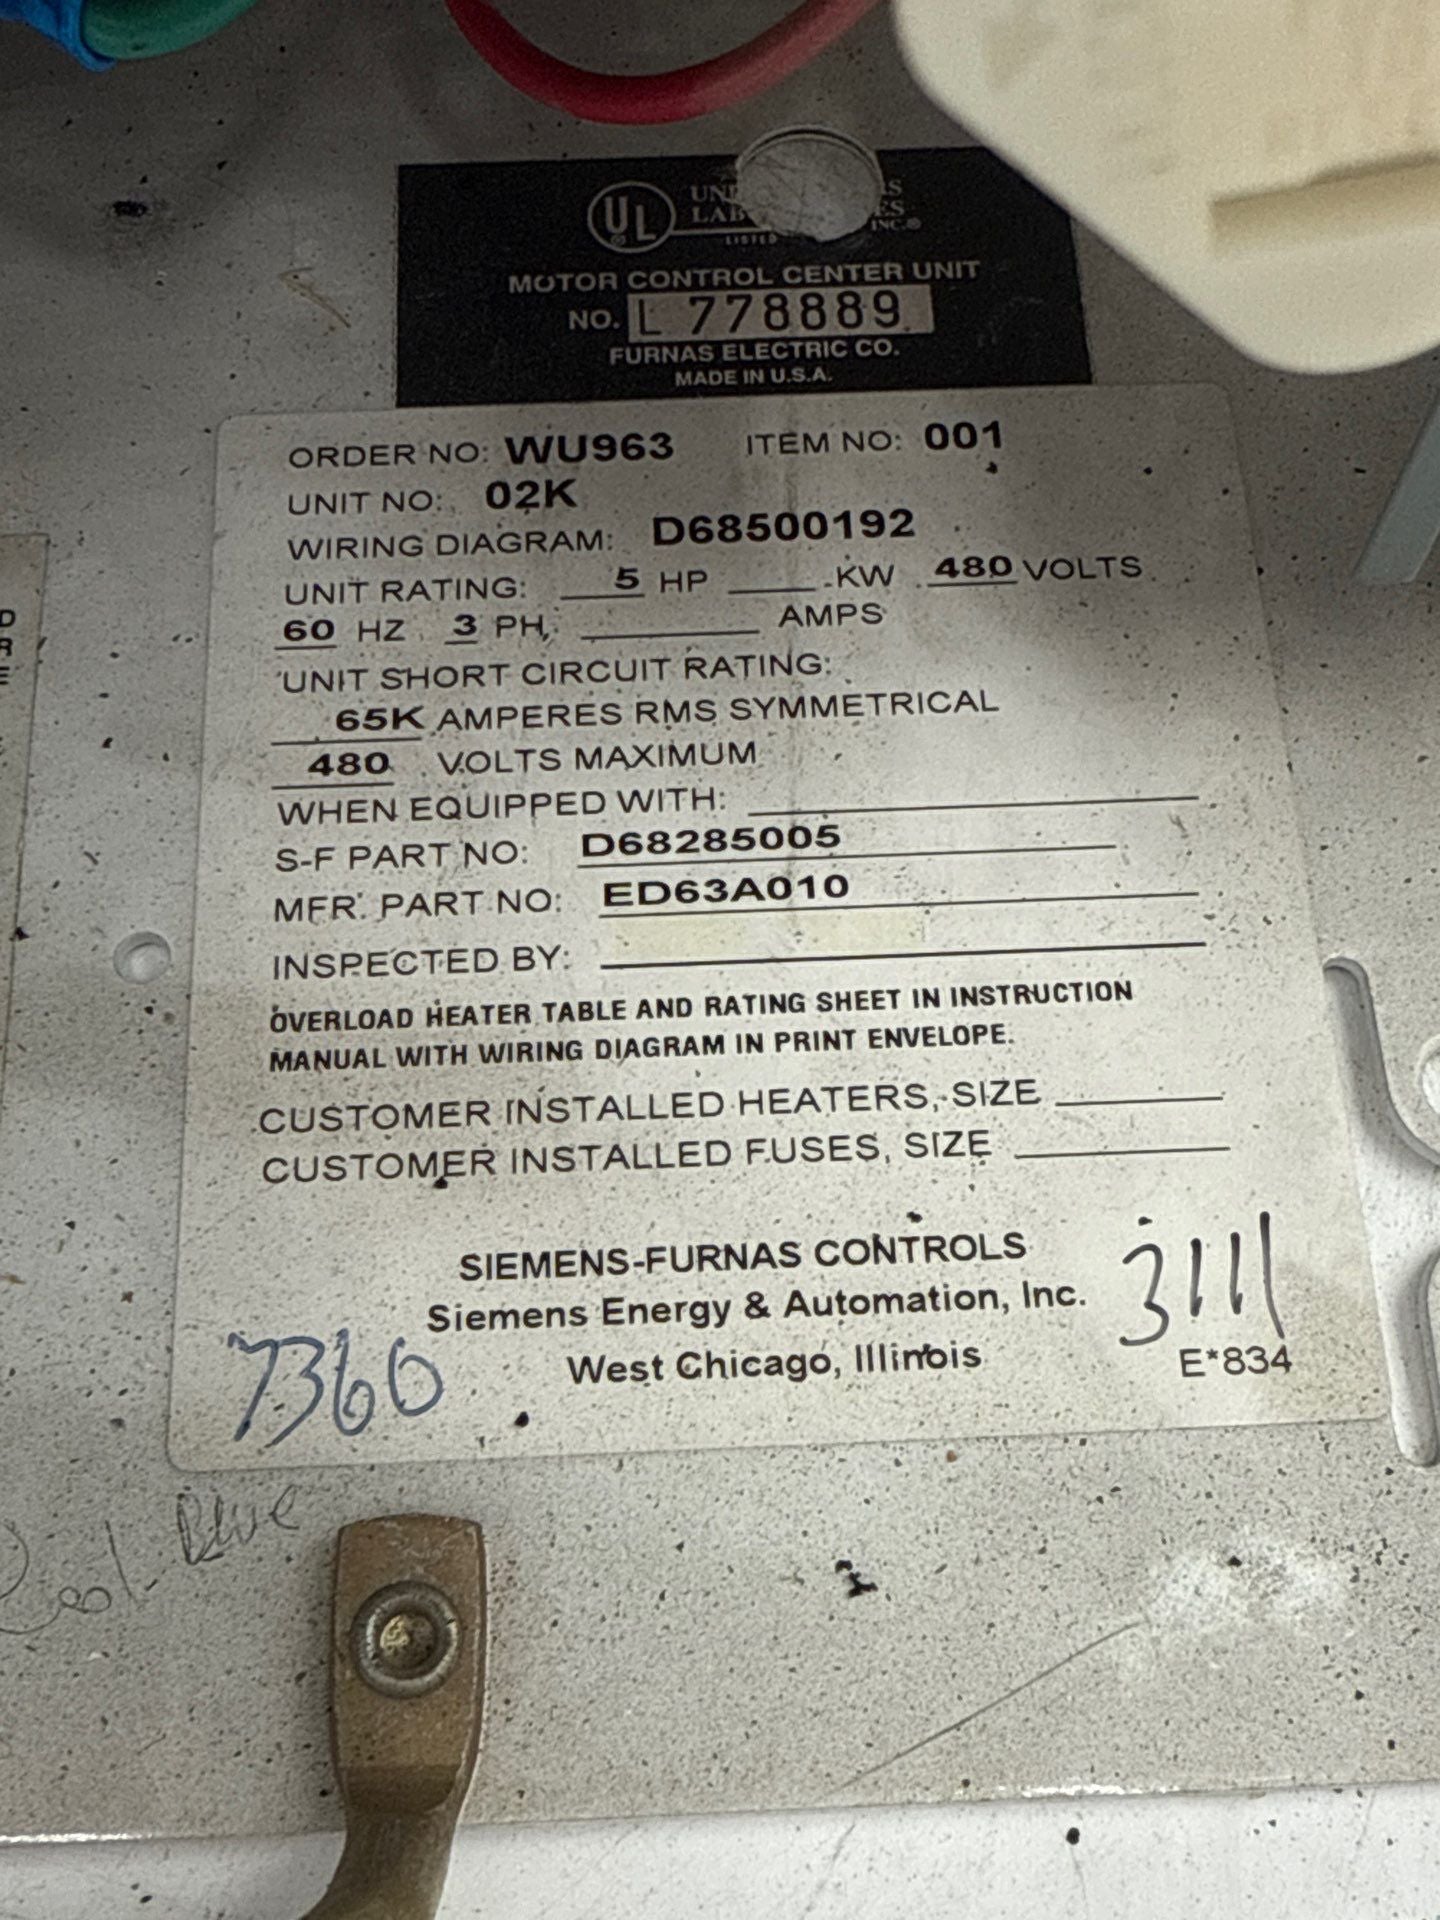 UL
LISTED
INC.®
MOTOR CONTROL CENTER UNIT
NO. L 778889
FURNAS ELECTRIC CO.
MADE IN U.S.A.
ORDER NO: WU963 ITEM NO: 001
UNIT NO: 02K
WIRING DIAGRAM: D68500192
UNIT RATING: 5 HP KW 480 VOLTS
60 HZ 3 PH, AMPS
UNIT SHORT CIRCUIT RATING:
65K AMPERES RMS SYMMETRICAL
480 VOLTS MAXIMUM
WHEN EQUIPPED WITH:
S-F PART NO: D68285005
MFR. PART NO: ED63A010
INSPECTED BY:
OVERLOAD HEATER TABLE AND RATING SHEET IN INSTRUCTION
MANUAL WITH WIRING DIAGRAM IN PRINT ENVELOPE.
CUSTOMER INSTALLED HEATERS, SIZE
CUSTOMER INSTALLED FUSES, SIZE
SIEMENS-FURNAS CONTROLS
Siemens Energy & Automation, Inc.
West Chicago, Illinois
3111
E*834
7360
Blue